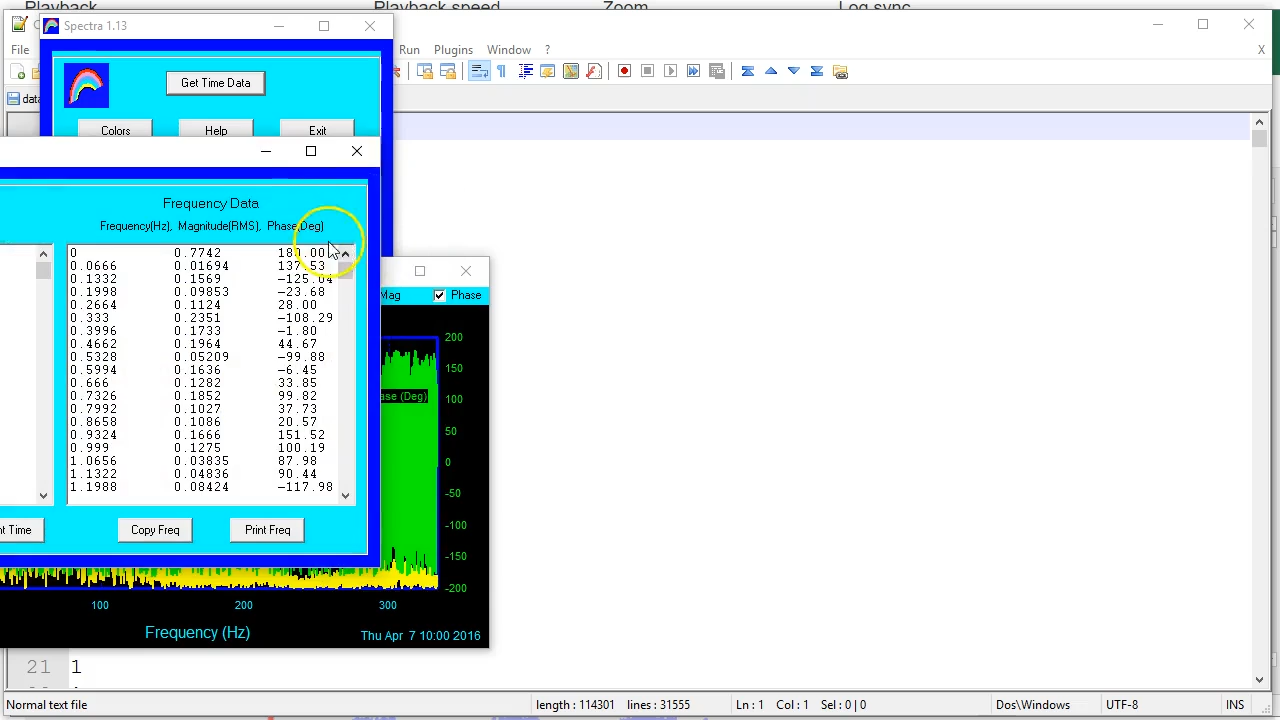 Playback
Playback speed
Zoom
Log sync
Spectra 1.13
File
Run
Plugins
Window
?
X
Get Time Data
Colors
Help
Exit
Frequency Data
Frequency(Hz), Magnitude(RMS), Phase(Deg)
0 0.7742 180.00
0.0666 0.01694 137.53
0.1332 0.1569 -125.04
0.1998 0.09853 -23.68
0.2664 0.1124 28.00
0.333 0.2351 -108.29
0.3996 0.1733 -1.80
0.4662 0.1964 44.67
0.5328 0.05209 -99.88
0.5994 0.1636 -6.45
0.666 0.1282 33.85
0.7326 0.1852 99.82
0.7992 0.1027 37.73
0.8658 0.1086 20.57
0.9324 0.1666 151.52
0.999 0.1275 100.19
1.0656 0.03835 87.98
1.1322 0.04836 90.44
1.1988 0.08424 -117.98
nt Time
Copy Freq
Print Freq
Mag
Phase
200
150
100
50
0
-50
-100
-150
-200
ase (Deg)
100
200
300
Frequency (Hz)
Thu Apr 7 10:00 2016
21 1
Normal text file
length : 114301 lines : 31555
Ln : 1 Col : 1 Sel : 0 | 0
Dos\Windows
UTF-8
INS